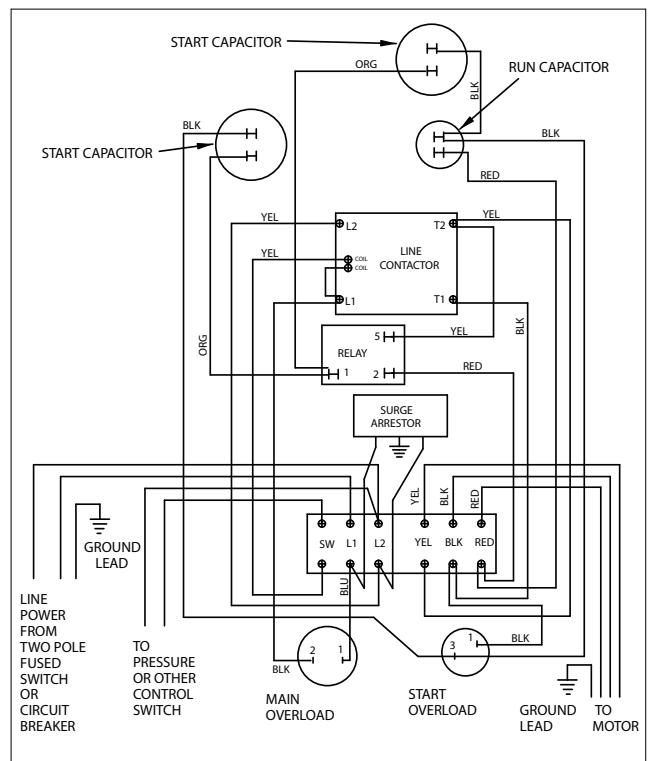 START CAPACITOR
ORG
RUN CAPACITOR
BLK
BLK
BLK
START CAPACITOR
RED
YEL
L2
T2
YEL
YEL
COIL
COIL
LINE
CONTACTOR
L1
T1
BLK
ORG
5
YEL
RELAY
1
2
RED
SURGE
ARRESTOR
YEL
BLK
RED
GROUND
LEAD
SW
L1
L2
YEL
BLK
RED
BLU
LINE
POWER
FROM
TWO POLE
FUSED
SWITCH
OR
CIRCUIT
BREAKER
TO
PRESSURE
OR OTHER
CONTROL
SWITCH
2
1
BLK
MAIN
OVERLOAD
3
1
BLK
START
OVERLOAD
GROUND
LEAD
TO
MOTOR